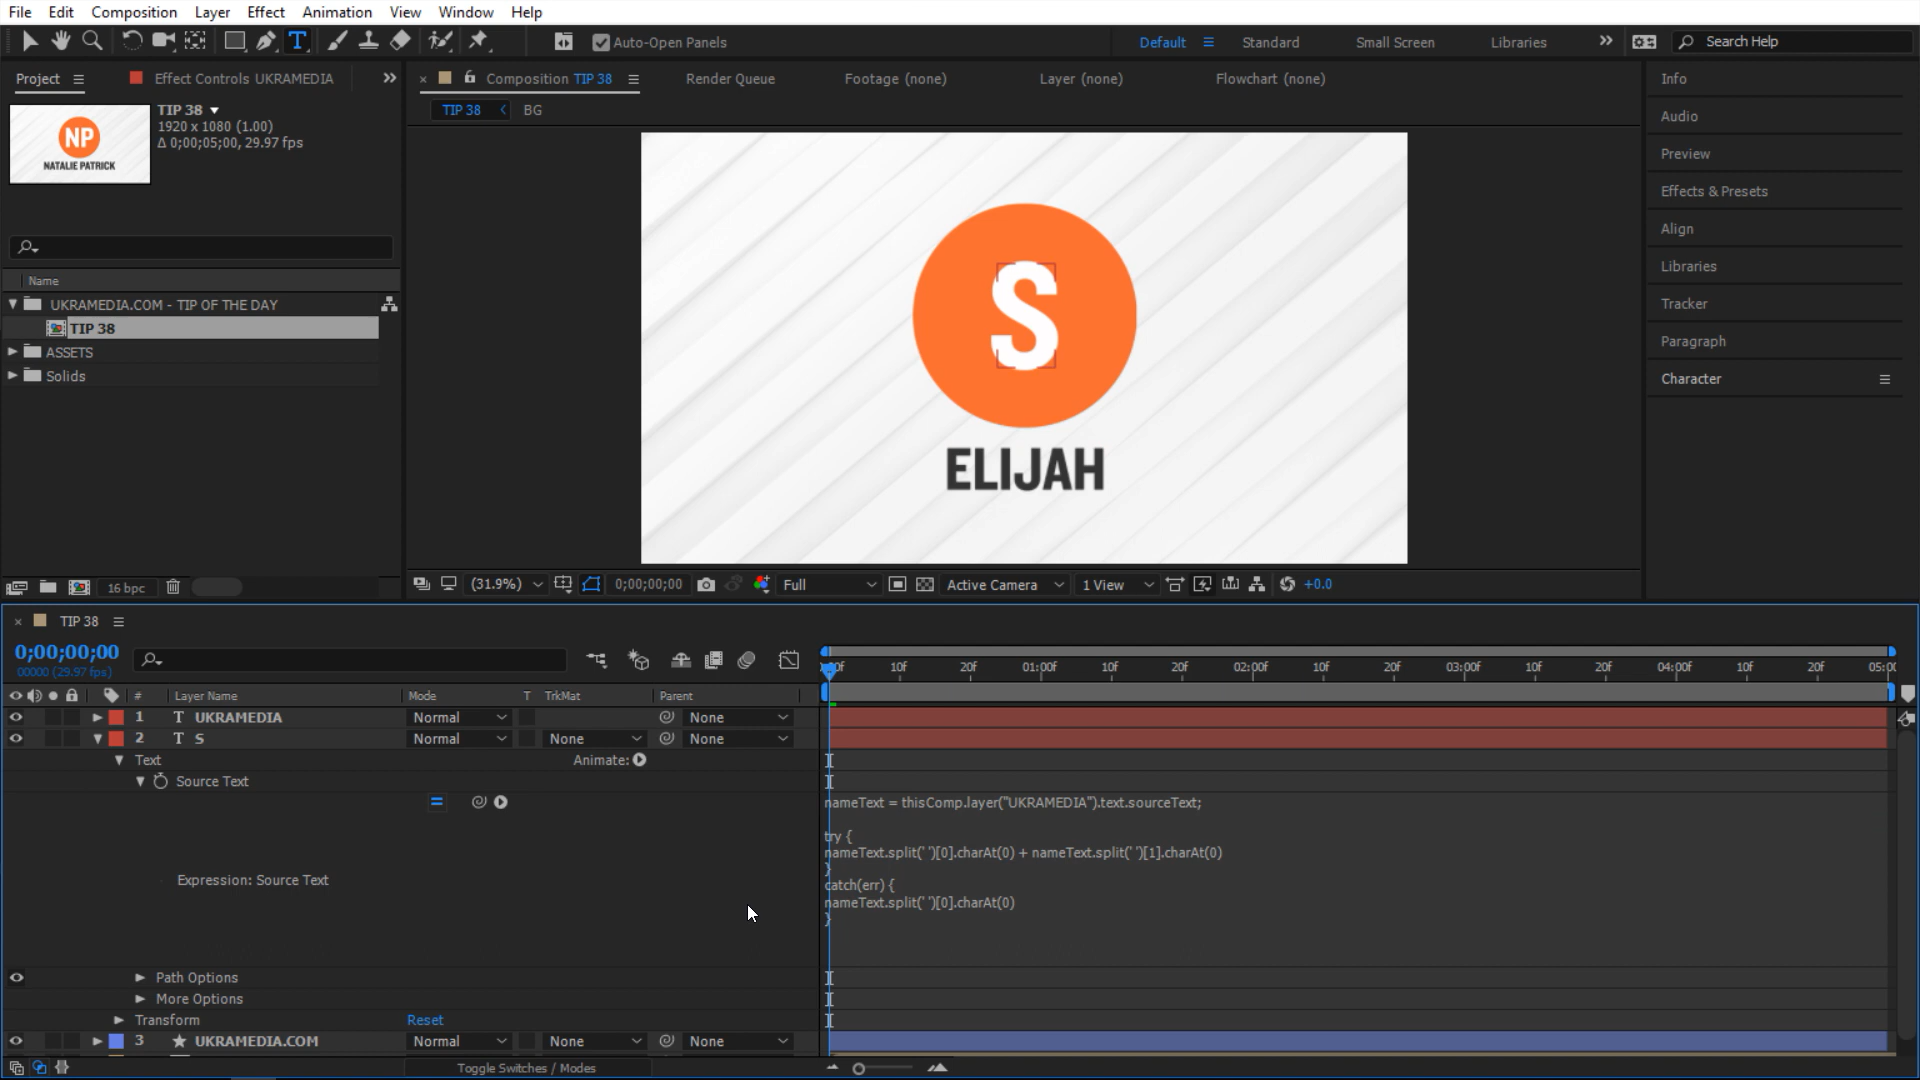 File Edit Composition Layer Effect Animation View Window Help
Auto-Open Panels Default Standard Small Screen Libraries Search Help
Project Effect Controls UKRAMEDIA
Composition TIP 38 Render Queue Footage (none) Layer (none) Flowchart (none)
TIP 38 BG
NP
NATALIE PATRICK
TIP 38
1920 x 1080 (1.00)
Δ 0;00;05;00, 29.97 fps
Name
UKRAMEDIA.COM - TIP OF THE DAY
TIP 38
ASSETS
Solids
16 bpc
S
ELIJAH
(31.9%) 0;00;00;00 Full Active Camera 1 View +0.0
Info
Audio
Preview
Effects & Presets
Align
Libraries
Tracker
Paragraph
Character
TIP 38
0;00;00;00
00000 (29.97 fps)
10f 20f 01:00f 10f 20f 02:00f 10f 20f 03:00f 10f 20f 04:00f 10f 20f 05:00
# Layer Name Mode T TrkMat Parent
1 T UKRAMEDIA Normal None
2 T S Normal None None
Text Animate:
Source Text
Expression: Source Text
nameText = thisComp.layer("UKRAMEDIA").text.sourceText;
try {
nameText.split(' ')[0].charAt(0) + nameText.split(' ')[1].charAt(0)
}
catch(err) {
nameText.split(' ')[0].charAt(0)
}
Path Options
More Options
Transform Reset
3 UKRAMEDIA.COM Normal None None
Toggle Switches / Modes